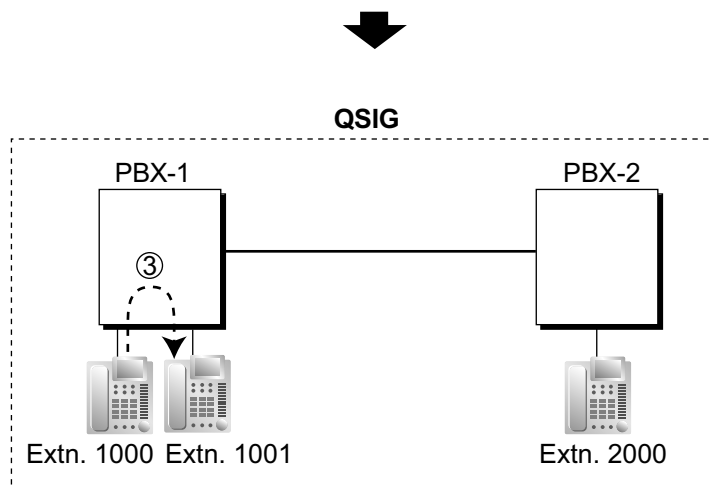 QSIG
PBX-1
PBX-2
③
Extn. 1000
Extn. 1001
Extn. 2000